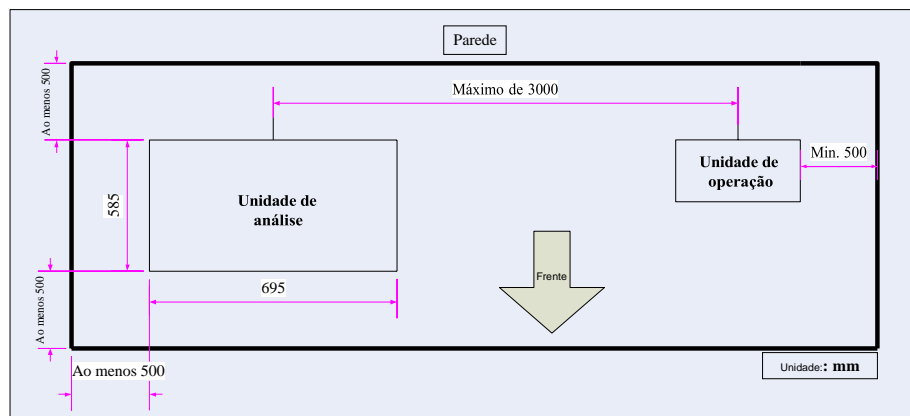 Parede
Ao menos 500
Máximo de 3000
Min. 500
Unidade de
operação
585
Unidade de
análise
Frente
Ao menos 500
695
Ao menos 500
Unidade:: mm